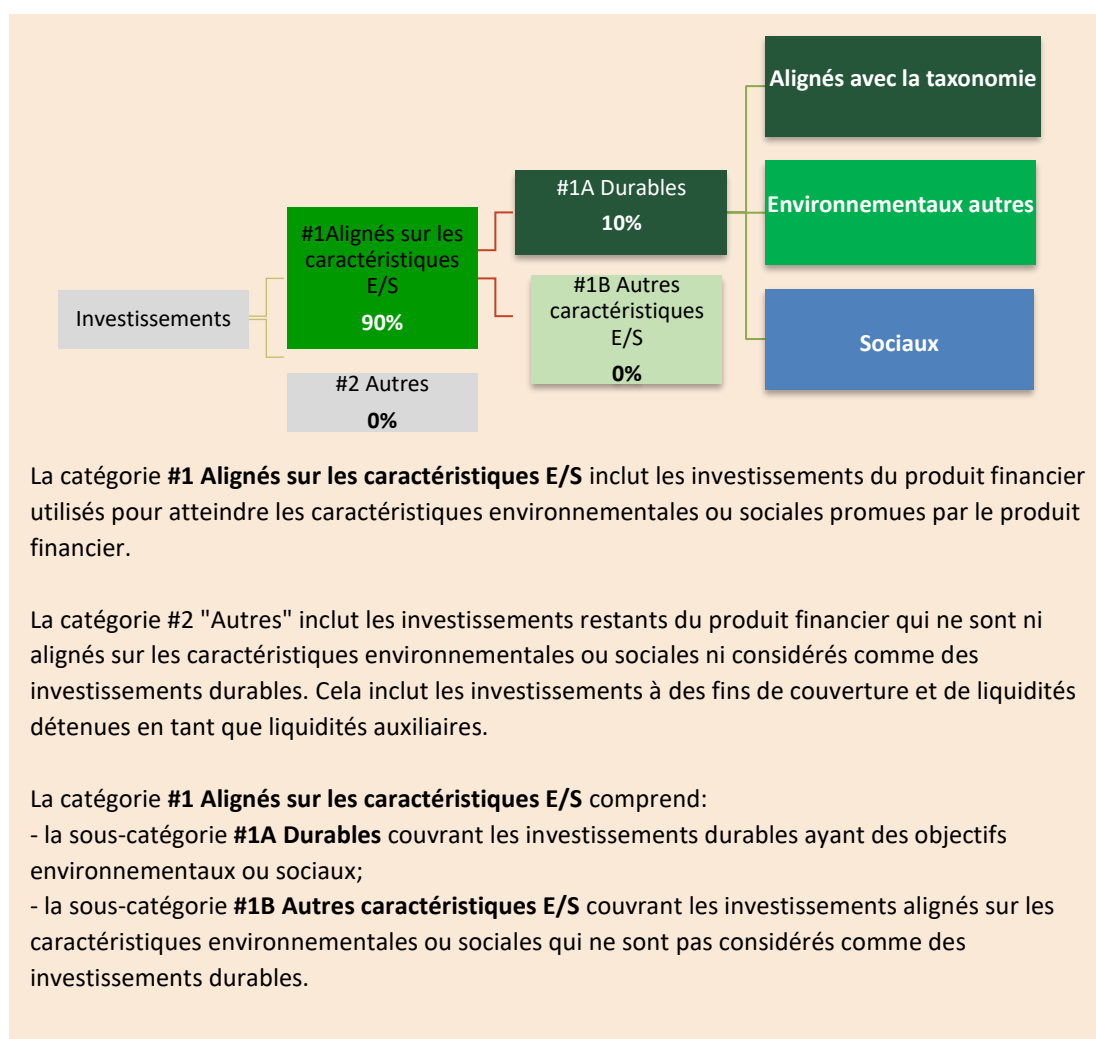 Alignés avec la taxonomie
#1A Durables
10%
Environnementaux autres
#1Alignés sur les
caractéristiques
E/S
90%
#1B Autres
caractéristiques
E/S
0%
Investissements
Sociaux
#2 Autres
0%
La catégorie #1 Alignés sur les caractéristiques E/S inclut les investissements du produit financier
utilisés pour atteindre les caractéristiques environnementales ou sociales promues par le produit
financier.
La catégorie #2 "Autres" inclut les investissements restants du produit financier qui ne sont ni
alignés sur les caractéristiques environnementales ou sociales ni considérés comme des
investissements durables. Cela inclut les investissements à des fins de couverture et de liquidités
détenues en tant que liquidités auxiliaires.
La catégorie #1 Alignés sur les caractéristiques E/S comprend:
- la sous-catégorie #1A Durables couvrant les investissements durables ayant des objectifs
environnementaux ou sociaux;
- la sous-catégorie #1B Autres caractéristiques E/S couvrant les investissements alignés sur les
caractéristiques environnementales ou sociales qui ne sont pas considérés comme des
investissements durables.